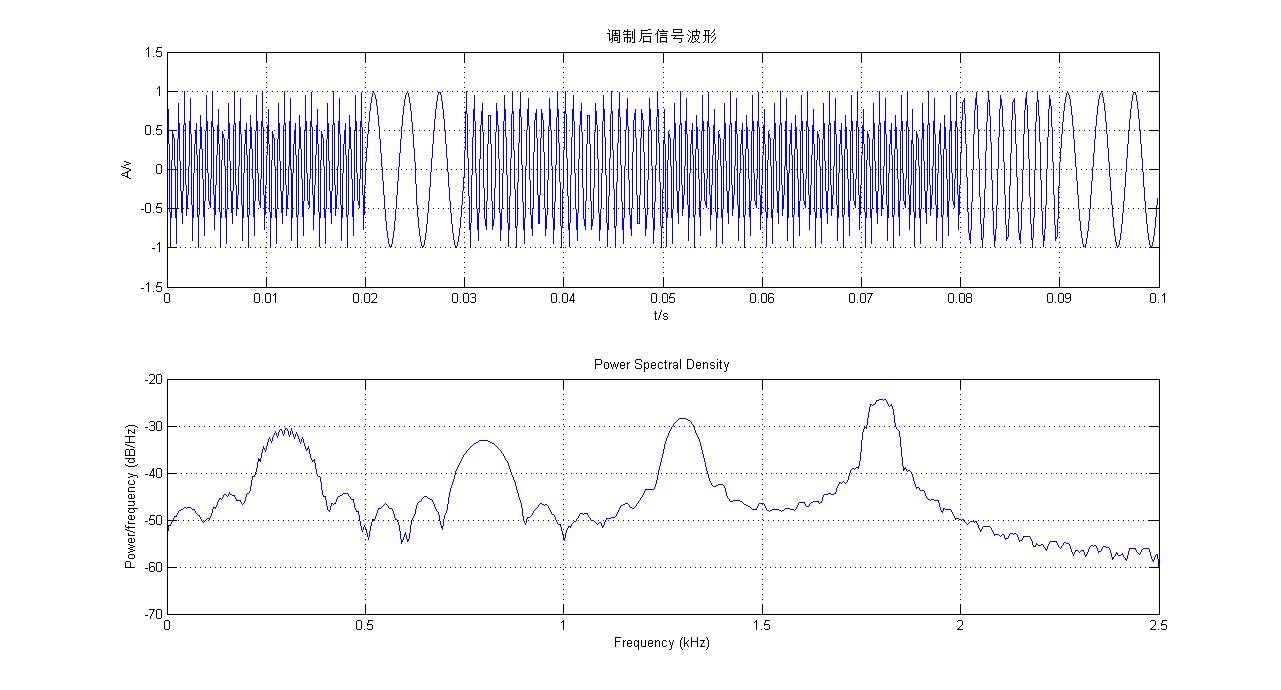 调制后信号波形
1.5
1
0.5
0
-0.5
-1
-1.5
A/v
0 0.01 0.02 0.03 0.04 0.05 0.06 0.07 0.08 0.09 0.1
t/s
Power Spectral Density
-20
-30
-40
-50
-60
-70
Power/frequency (dB/Hz)
0 0.5 1 1.5 2 2.5
Frequency (kHz)